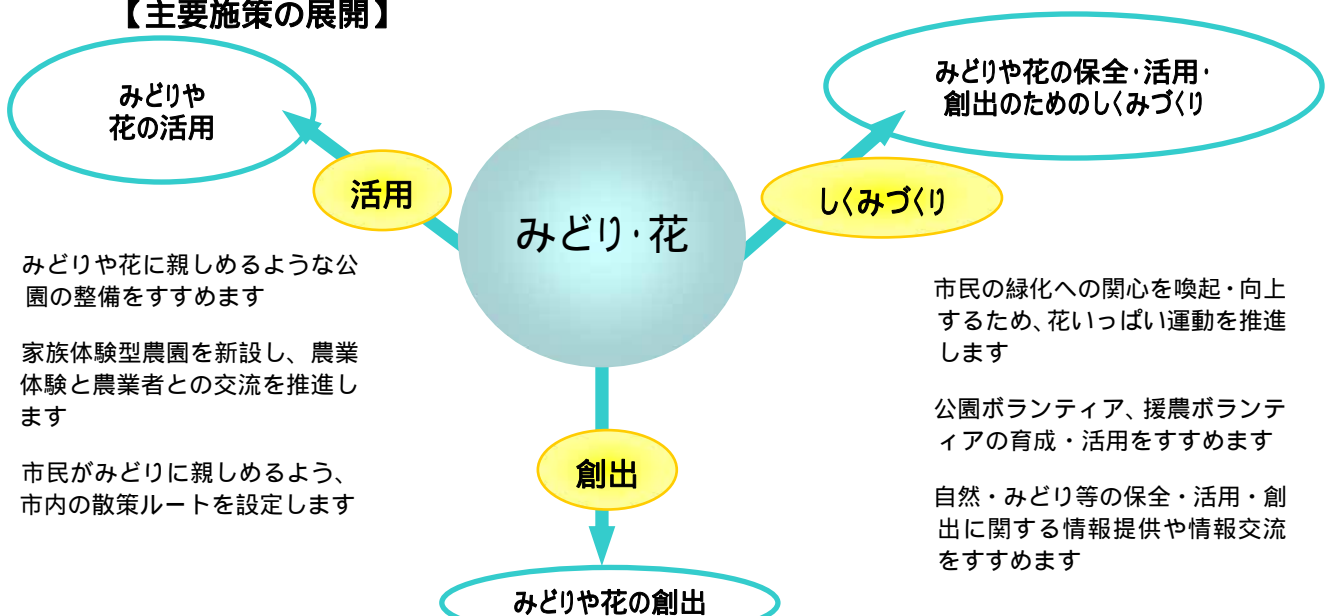 【主要施策の展開】
みどりや
花の活用
みどりや花の保全・活用・
創出のためのしくみづくり
活用
しくみづくり
みどり・花
みどりや花に親しめるような公
園の整備をすすめます
家族体験型農園を新設し、農業
体験と農業者との交流を推進し
ます
市民がみどりに親しめるよう、
市内の散策ルートを設定します
市民の緑化への関心を喚起・向上
するため、花いっぱい運動を推進
します
公園ボランティア、援農ボランテ
ィアの育成・活用をすすめます
自然・みどり等の保全・活用・創
出に関する情報提供や情報交流
をすすめます
創出
みどりや花の創出